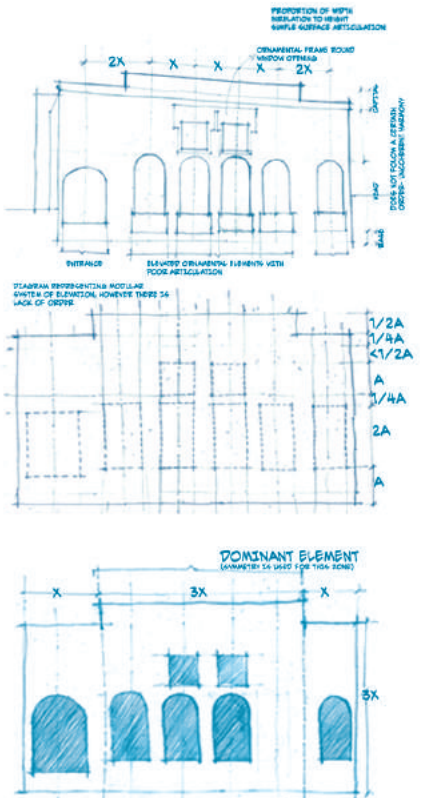 PROPORTION OF WIDTH
INRELATION TO HEIGHT
SIMPLE SURFACE ARTICULATION
ORNAMENTAL FRAME ROUND
WINDOW OPENING
2X X X X 2X
CAPITAL
BODY
BASE
DOES NOT FOLLOW A CERTAIN
ORDER- INCOHERENT HARMONY
ENTRANCE
ELEVATED ORNAMENTAL ELEMENTS WITH
POOR ARTICULATION
DIAGRAM REPRESENTING MODULAR
SYSTEM OF ELEVATION, HOWEVER THERE IS
LACK OF ORDER
1/2A
1/4A
<1/2A
A
1/4A
2A
A
DOMINANT ELEMENT
(SYMMETRY IS USED FOR THIS ZONE)
X 3X X
3X